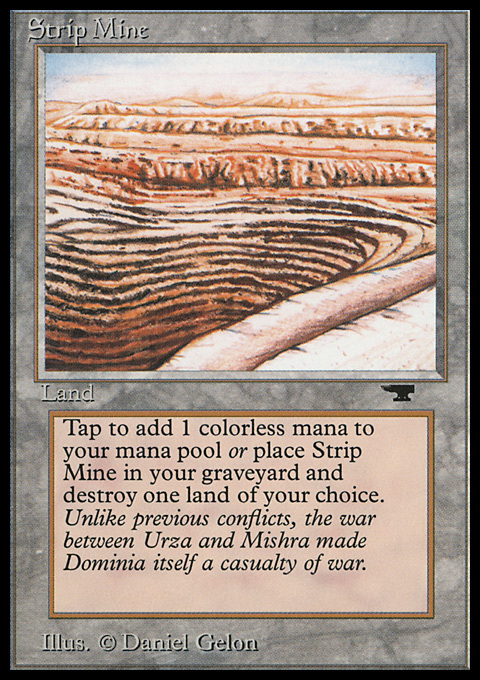 Strip Mine
Land
Tap to add 1 colorless mana to
your mana pool or place Strip
Mine in your graveyard and
destroy one land of your choice.
Unlike previous conflicts, the war
between Urza and Mishra made
Dominia itself a casualty of war.
Illus. © Daniel Gelon